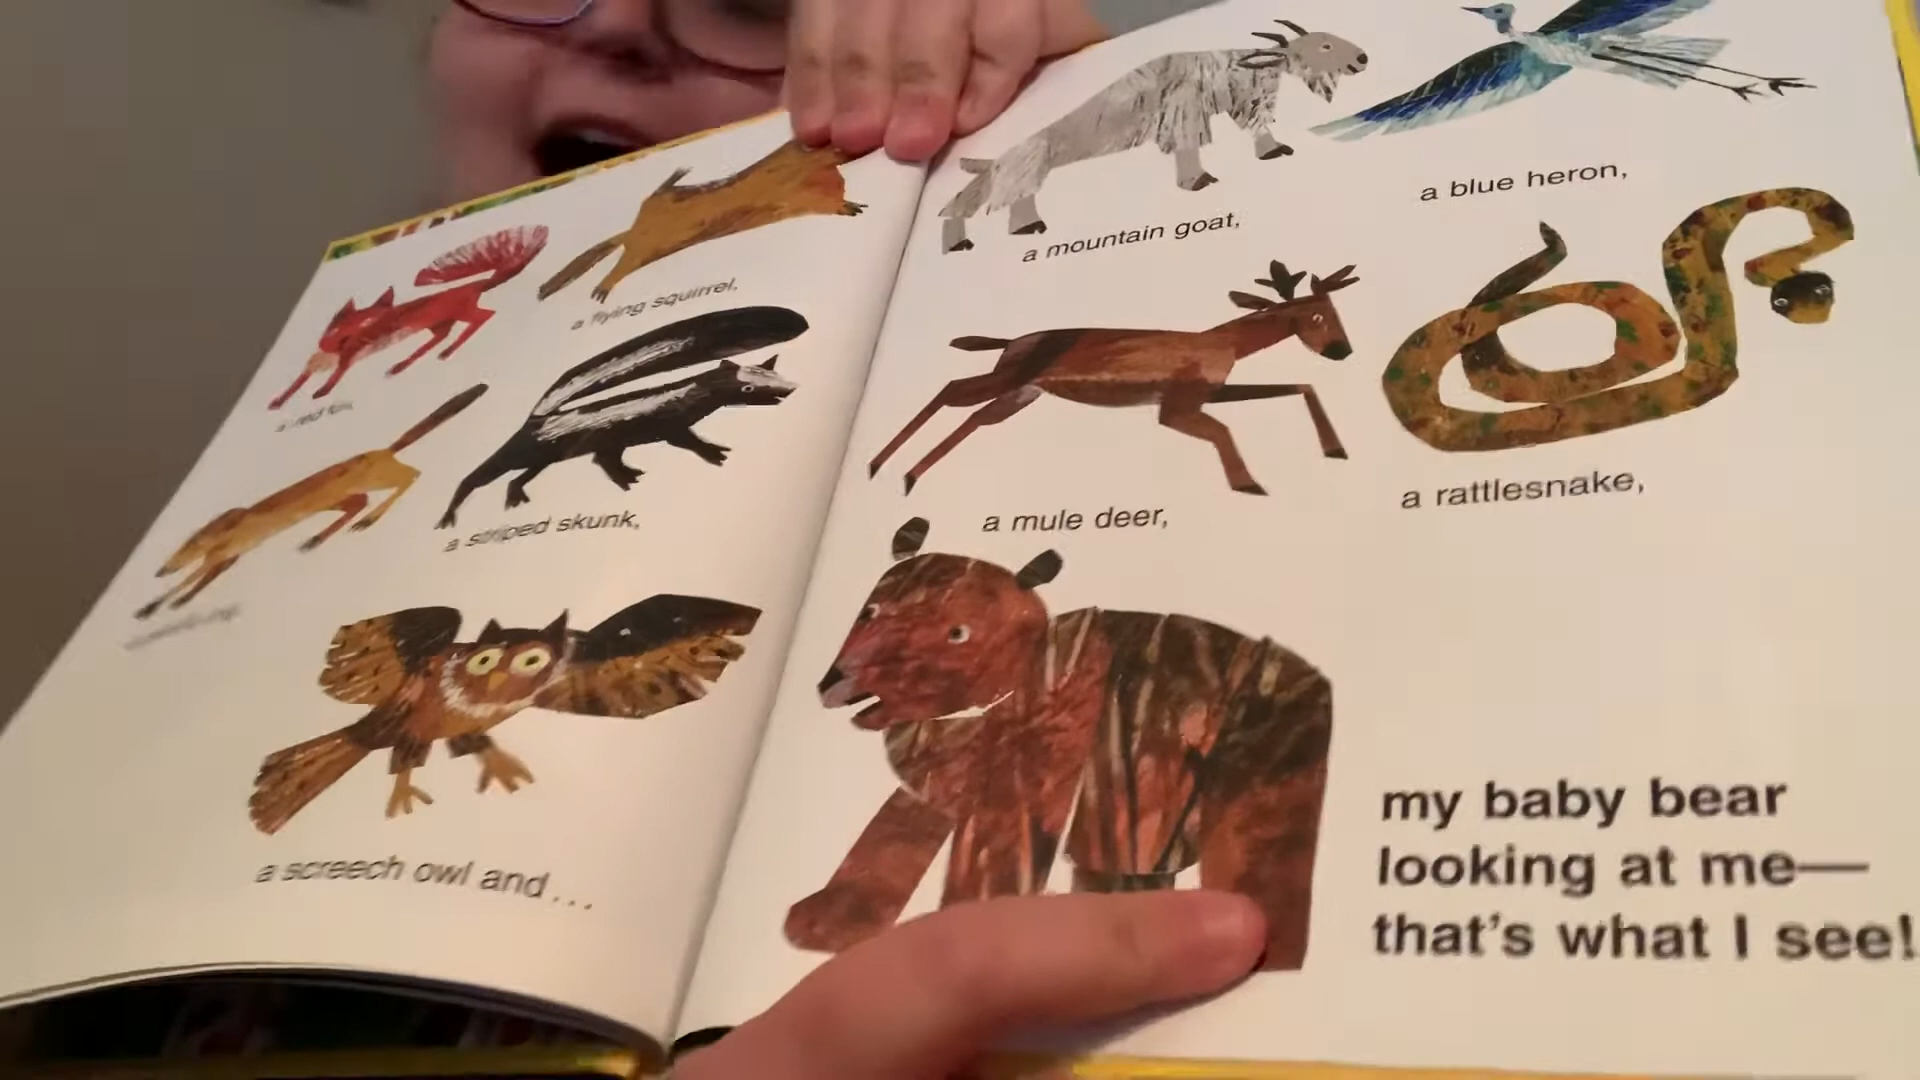 a red fox,
a flying squirrel,
a striped skunk,
a screech owl and...
a mountain goat,
a blue heron,
a mule deer,
a rattlesnake,
my baby bear
looking at me—
that's what I see!